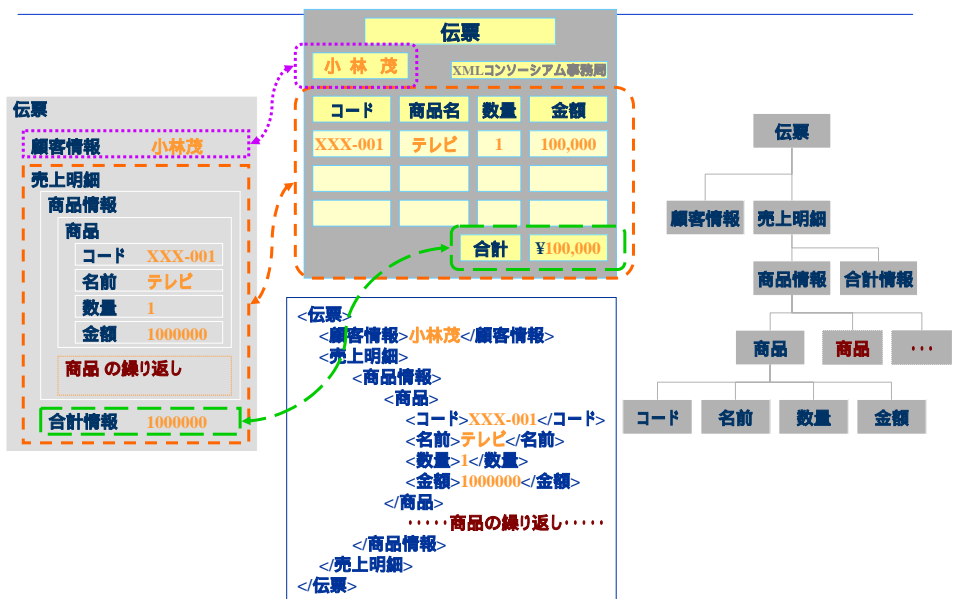 伝票
小 林 茂
XMLコンソーシアム事務局
コード 商品名 数量 金額
XXX-001 テレビ 1 100,000
合計 ¥100,000
伝票
顧客情報 小林茂
売上明細
商品情報
商品
コード XXX-001
名前 テレビ
数量 1
金額 1000000
商品 の繰り返し
合計情報 1000000
<伝票>
<顧客情報>小林茂</顧客情報>
<売上明細>
<商品情報>
<商品>
<コード>XXX-001</コード>
<名前>テレビ</名前>
<数量>1</数量>
<金額>1000000</金額>
</商品>
・・・・・商品の繰り返し・・・・・
</商品情報>
</売上明細>
</伝票>
伝票
顧客情報 売上明細
商品情報 合計情報
商品 商品 ・・・
コード 名前 数量 金額